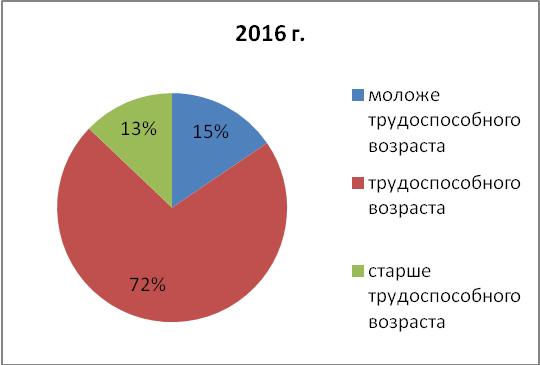 2016 г.
13%
15%
72%
моложе
трудоспособного
возраста
трудоспособного
возраста
старше
трудоспособного
возраста